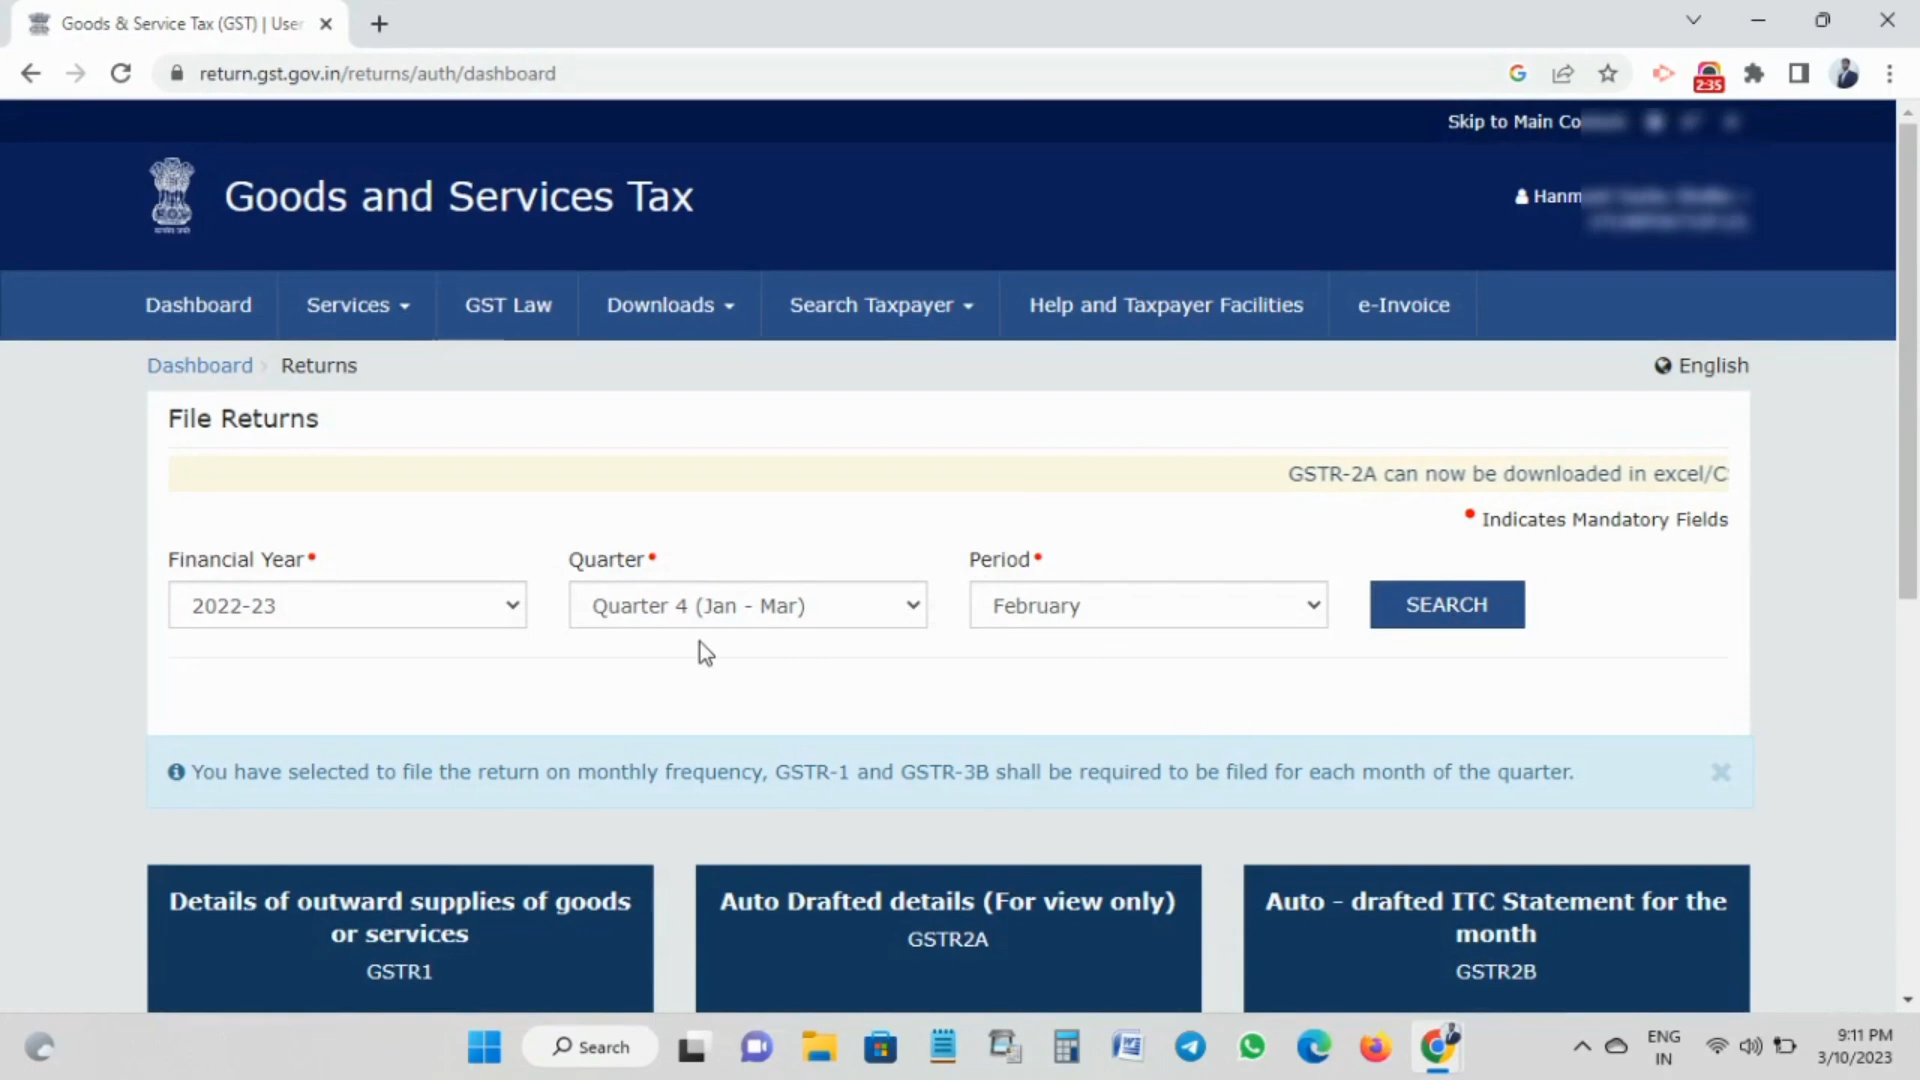 Goods & Service Tax (GST) | User
return.gst.gov.in/returns/auth/dashboard
2:35
Skip to Main Co
Goods and Services Tax
Hanm
Dashboard Services GST Law Downloads Search Taxpayer Help and Taxpayer Facilities e-Invoice
Dashboard Returns English
File Returns
GSTR-2A can now be downloaded in excel/C
• Indicates Mandatory Fields
Financial Year• Quarter• Period•
2022-23 Quarter 4 (Jan - Mar) February SEARCH
You have selected to file the return on monthly frequency, GSTR-1 and GSTR-3B shall be required to be filed for each month of the quarter.
Details of outward supplies of goods
or services
GSTR1
Auto Drafted details (For view only)
GSTR2A
Auto - drafted ITC Statement for the
month
GSTR2B
Search
ENG
IN
9:11 PM
3/10/2023